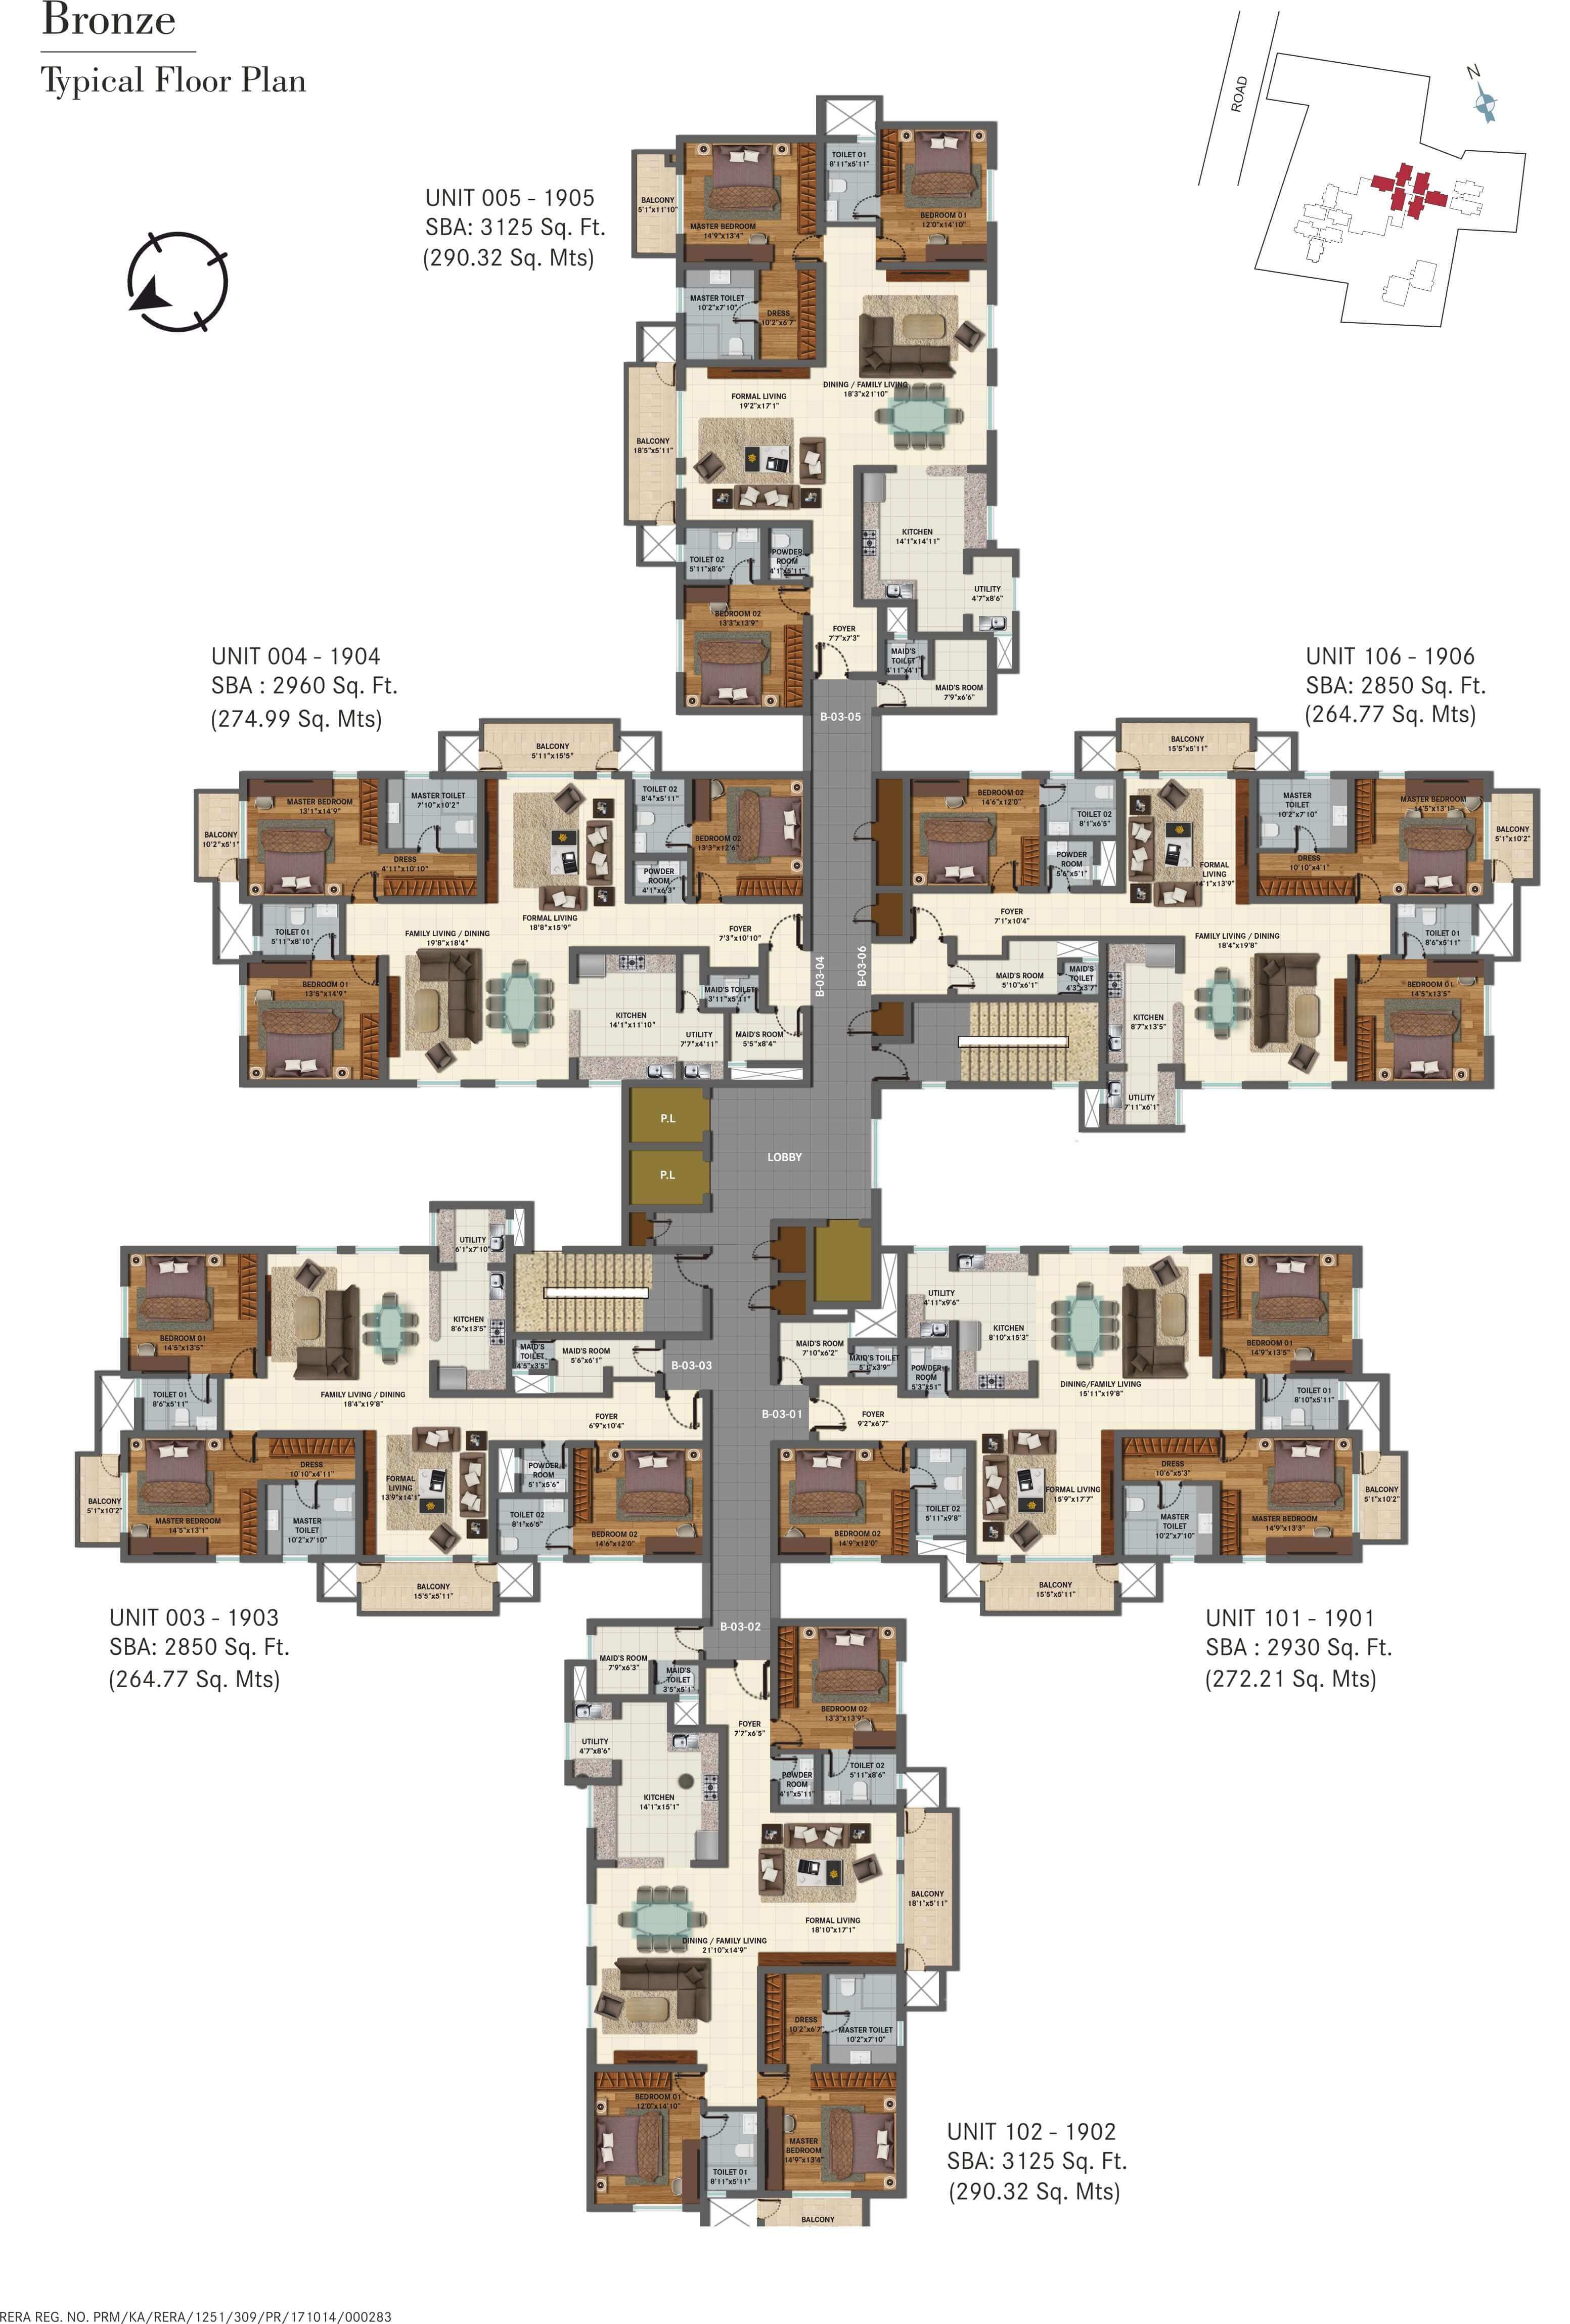 Bronze
Typical Floor Plan
ROAD
N
UNIT 005 - 1905
SBA: 3125 Sq. Ft.
(290.32 Sq. Mts)
BALCONY
5'1"x11'10"
MASTER BEDROOM
14'9"x13'4"
TOILET 01
8'11"x5'11"
BEDROOM 01
12'0"x14'10"
MASTER TOILET
10'2"x7'10"
DRESS
10'2"x6'7"
DINING / FAMILY LIVING
18'3"x21'10"
FORMAL LIVING
19'2"x17'1"
BALCONY
18'5"x5'11"
KITCHEN
14'1"x14'11"
TOILET 02
5'11"x8'6"
POWDER
ROOM
4'1"x5'11"
UTILITY
4'7"x8'6"
BEDROOM 02
13'3"x13'9"
FOYER
7'7"x7'3"
MAID'S
TOILET
4'11"x4'1"
MAID'S ROOM
7'9"x6'6"
B-03-05
UNIT 004 - 1904
SBA : 2960 Sq. Ft.
(274.99 Sq. Mts)
BALCONY
5'11"x15'5"
MASTER BEDROOM
13'1"x14'9"
MASTER TOILET
7'10"x10'2"
TOILET 02
8'4"x5'11"
BALCONY
10'2"x5'1"
BEDROOM 02
13'3"x12'6"
DRESS
4'11"x10'10"
POWDER
ROOM
4'1"x6'3"
FORMAL LIVING
18'8"x15'9"
TOILET 01
5'11"x8'10"
FAMILY LIVING / DINING
19'8"x18'4"
FOYER
7'3"x10'10"
BEDROOM 01
13'5"x14'9"
MAID'S TOILET
3'11"x5'11"
KITCHEN
14'1"x11'10"
UTILITY
7'7"x4'11"
MAID'S ROOM
5'5"x8'4"
B-03-04
B-03-06
UNIT 106 - 1906
SBA: 2850 Sq. Ft.
(264.77 Sq. Mts)
BALCONY
15'5"x5'11"
BEDROOM 02
14'6"x12'0"
TOILET 02
8'1"x6'5"
MASTER
TOILET
10'2"x7'10"
MASTER BEDROOM
14'5"x13'1"
BALCONY
5'1"x10'2"
POWDER
ROOM
5'6"x5'1"
FORMAL
LIVING
14'1"x13'9"
DRESS
10'10"x4'1"
FOYER
7'1"x10'4"
FAMILY LIVING / DINING
18'4"x19'8"
TOILET 01
8'6"x5'11"
MAID'S ROOM
5'10"x6'1"
MAID'S
TOILET
4'3"x3'7"
BEDROOM 01
14'5"x13'5"
KITCHEN
8'7"x13'5"
UTILITY
7'11"x6'1"
P.L
P.L
LOBBY
UTILITY
6'1"x7'10"
BEDROOM 01
14'5"x13'5"
KITCHEN
8'6"x13'5"
MAID'S
TOILET
4'5"x3'5"
MAID'S ROOM
5'6"x6'1"
B-03-03
TOILET 01
8'6"x5'11"
FAMILY LIVING / DINING
18'4"x19'8"
FOYER
6'9"x10'4"
DRESS
10'10"x4'11"
FORMAL
LIVING
13'9"x14'1"
POWDER
ROOM
5'1"x5'6"
BALCONY
5'1"x10'2"
MASTER BEDROOM
14'5"x13'1"
MASTER
TOILET
10'2"x7'10"
TOILET 02
8'1"x6'5"
BEDROOM 02
14'6"x12'0"
BALCONY
15'5"x5'11"
UNIT 003 - 1903
SBA: 2850 Sq. Ft.
(264.77 Sq. Mts)
UTILITY
4'11"x9'6"
KITCHEN
8'10"x15'3"
BEDROOM 01
14'9"x13'5"
MAID'S ROOM
7'10"x6'2"
MAID'S TOILET
5'1"x3'9"
POWDER
ROOM
5'3"x5'1"
DINING/FAMILY LIVING
15'11"x19'8"
TOILET 01
8'10"x5'11"
B-03-01
FOYER
9'2"x6'7"
DRESS
10'6"x5'3"
FORMAL LIVING
15'9"x17'7"
BALCONY
5'1"x10'2"
TOILET 02
5'11"x9'8"
MASTER
TOILET
10'2"x7'10"
MASTER BEDROOM
14'9"x13'3"
BEDROOM 02
14'9"x12'0"
BALCONY
15'5"x5'11"
UNIT 101 - 1901
SBA : 2930 Sq. Ft.
(272.21 Sq. Mts)
B-03-02
MAID'S ROOM
7'9"x6'3"
MAID'S
TOILET
3'5"x5'1"
BEDROOM 02
13'3"x13'9"
FOYER
7'7"x6'5"
UTILITY
4'7"x8'6"
POWDER
ROOM
4'1"x5'11"
TOILET 02
5'11"x8'6"
KITCHEN
14'1"x15'1"
BALCONY
18'1"x5'11"
FORMAL LIVING
18'10"x17'1"
DINING / FAMILY LIVING
21'10"x14'9"
DRESS
10'2"x6'7"
MASTER TOILET
10'2"x7'10"
BEDROOM 01
12'0"x14'10"
MASTER
BEDROOM
14'9"x13'4"
TOILET 01
8'11"x5'11"
BALCONY
UNIT 102 - 1902
SBA: 3125 Sq. Ft.
(290.32 Sq. Mts)
RERA REG. NO. PRM/KA/RERA/1251/309/PR/171014/000283